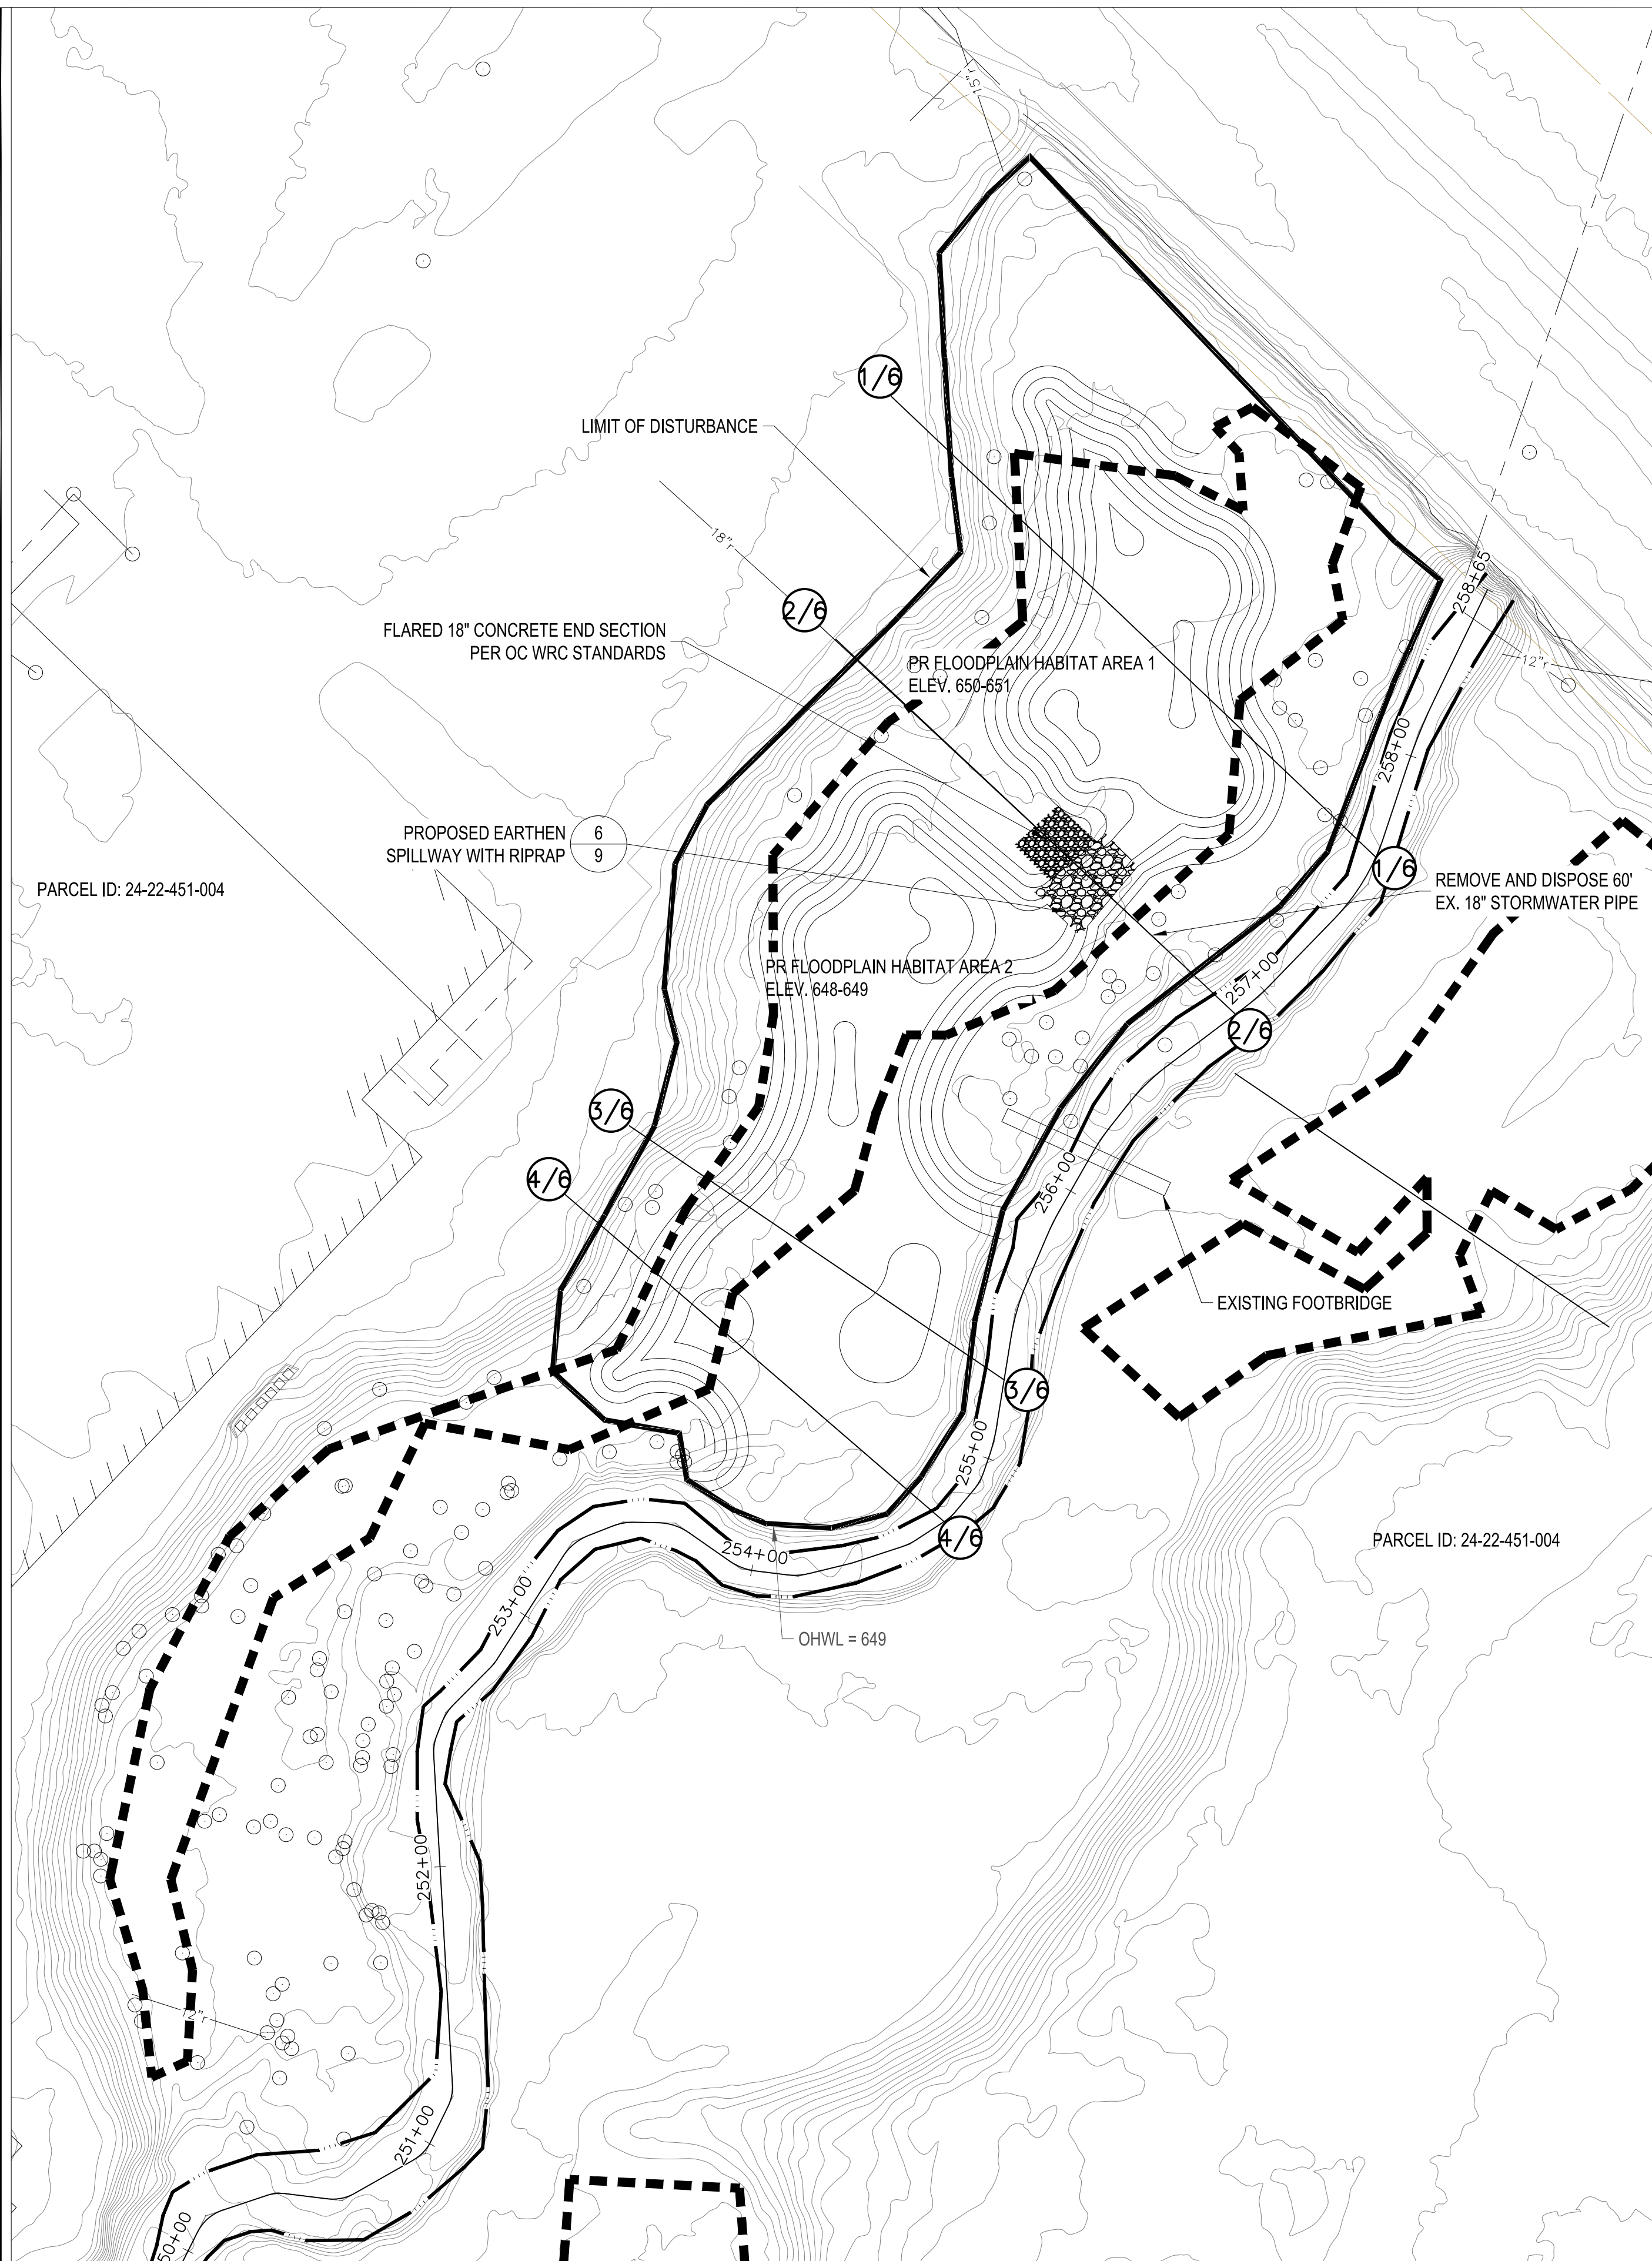 15"r
1/6
LIMIT OF DISTURBANCE
18"r
258+65
2/6
FLARED 18" CONCRETE END SECTION
PER OC WRC STANDARDS
PR FLOODPLAIN HABITAT AREA 1
ELEV. 650-651
12"r
258+00
PROPOSED EARTHEN
SPILLWAY WITH RIPRAP
6
9
1/6
PARCEL ID: 24-22-451-004
REMOVE AND DISPOSE 60'
EX. 18" STORMWATER PIPE
PR FLOODPLAIN HABITAT AREA 2
ELEV. 648-649
257+00
2/6
3/6
4/6
256+00
EXISTING FOOTBRIDGE
3/6
255+00
4/6
254+00
PARCEL ID: 24-22-451-004
253+00
OHWL = 649
252+00
12"r
251+00
50+00